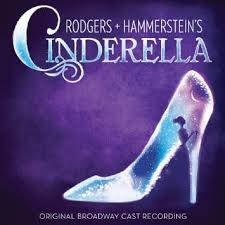 RODGERS + HAMMERSTEIN'S
CINDERELLA
ORIGINAL BROADWAY CAST RECORDING